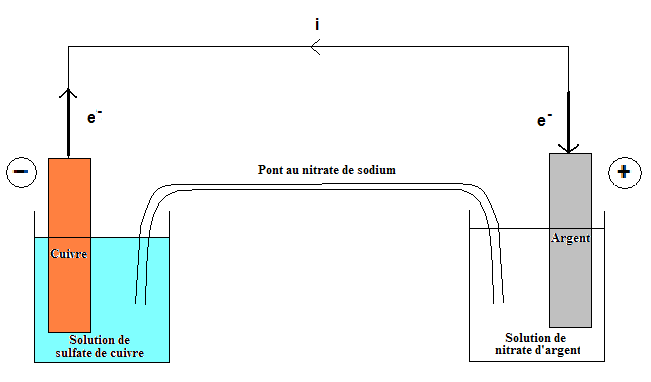 i
e-
e-
−
Pont au nitrate de sodium
+
Cuivre
Argent
Solution de
sulfate de cuivre
Solution de
nitrate d'argent